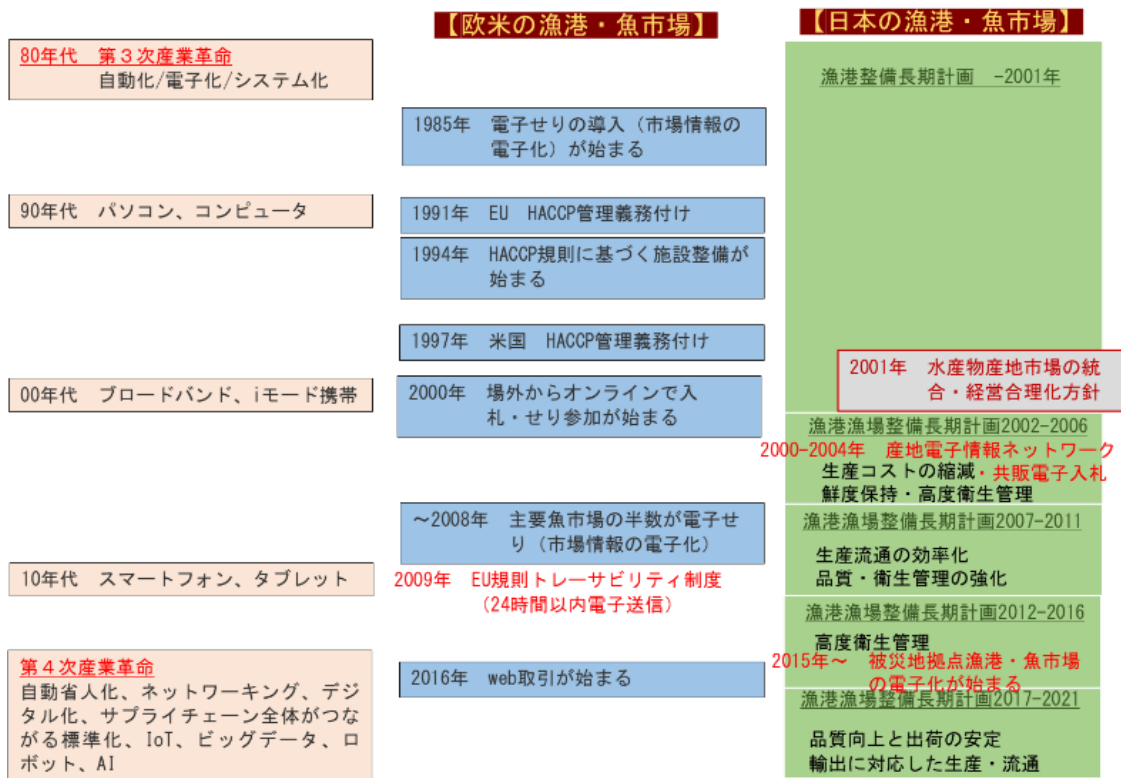 【欧米の漁港・魚市場】
【日本の漁港・魚市場】
80年代　第３次産業革命
自動化/電子化/システム化
90年代　パソコン、コンピュータ
00年代　ブロードバンド、iモード携帯
10年代　スマートフォン、タブレット
第４次産業革命
自動省人化、ネットワーキング、デジ
タル化、サプライチェーン全体がつな
がる標準化、IoT、ビッグデータ、ロ
ボット、AI
1985年　電子せりの導入（市場情報の
電子化）が始まる
1991年　EU　HACCP管理義務付け
1994年　HACCP規則に基づく施設整備が
始まる
1997年　米国　HACCP管理義務付け
2000年　場外からオンラインで入
札・せり参加が始まる
～2008年　主要魚市場の半数が電子せ
り（市場情報の電子化）
2009年　EU規則トレーサビリティ制度
（24時間以内電子送信）
2016年　web取引が始まる
漁港整備長期計画　-2001年
2001年　水産物産地市場の統
合・経営合理化方針
漁港漁場整備長期計画2002-2006
2000-2004年　産地電子情報ネットワーク
生産コストの縮減・共販電子入札
鮮度保持・高度衛生管理
漁港漁場整備長期計画2007-2011
生産流通の効率化
品質・衛生管理の強化
漁港漁場整備長期計画2012-2016
高度衛生管理
2015年～　被災地拠点漁港・魚市場
の電子化が始まる
漁港漁場整備長期計画2017-2021
品質向上と出荷の安定
輸出に対応した生産・流通